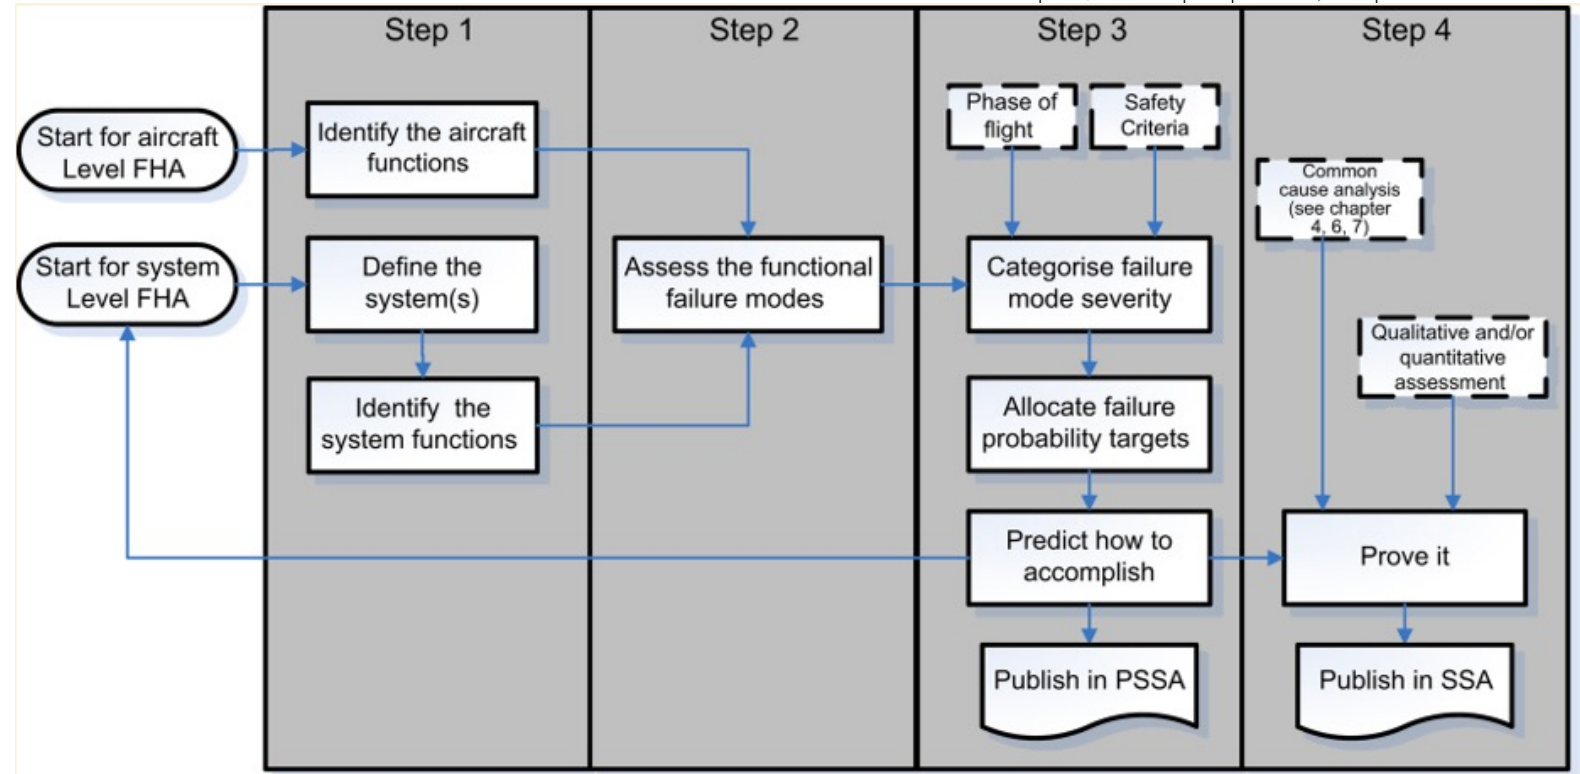 Step 1
Step 2
Step 3
Step 4
Start for aircraft
Level FHA
Identify the aircraft
functions
Phase of
flight
Safety
Criteria
Common
cause analysis
(see chapter
4, 6, 7)
Start for system
Level FHA
Define the
system(s)
Assess the functional
failure modes
Categorise failure
mode severity
Qualitative and/or
quantitative
assessment
Identify the
system functions
Allocate failure
probability targets
Predict how to
accomplish
Prove it
Publish in PSSA
Publish in SSA